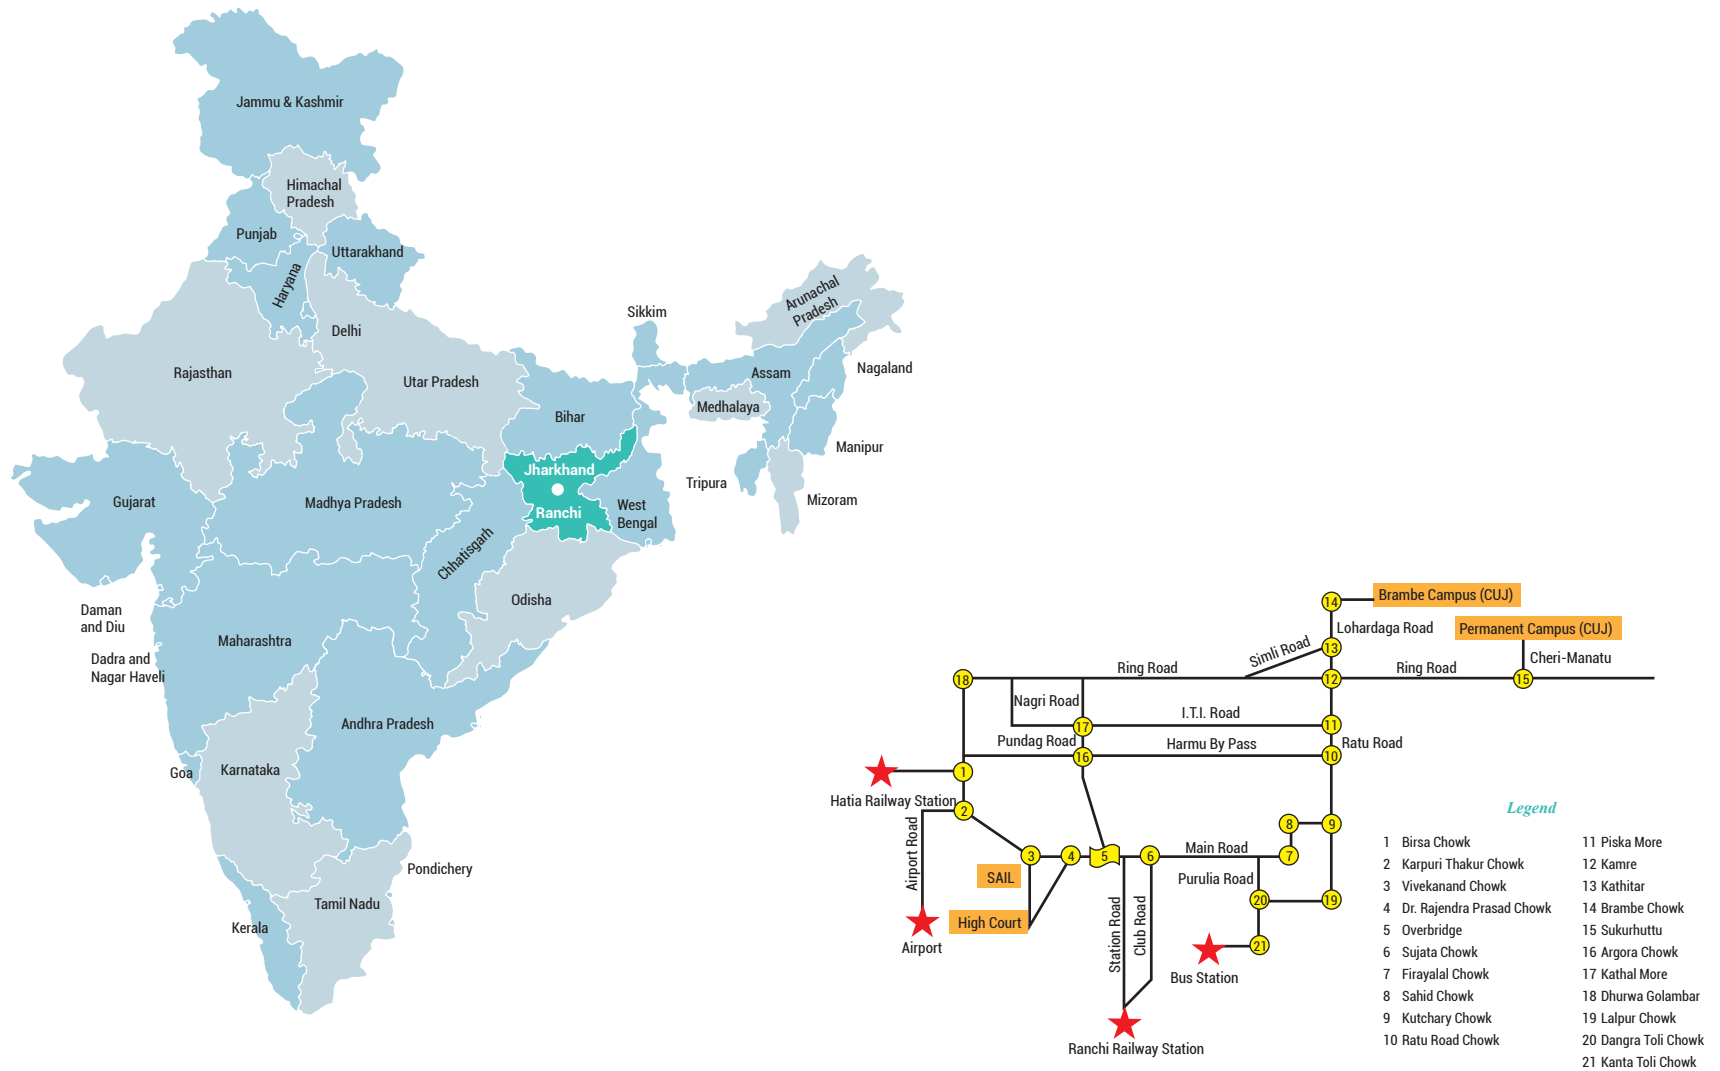 Jammu & Kashmir
Himachal
Pradesh
Punjab
Uttarakhand
Haryana
Delhi
Rajasthan
Utar Pradesh
Sikkim
Arunachal
Pradesh
Assam
Nagaland
Medhalaya
Bihar
Manipur
Jharkhand
Tripura
Mizoram
Gujarat
Madhya Pradesh
Ranchi
West
Bengal
Chhatisgarh
Odisha
Daman
and Diu
Maharashtra
Dadra and
Nagar Haveli
Andhra Pradesh
Goa
Karnataka
Pondichery
Tamil Nadu
Kerala
14
Brambe Campus (CUJ)
Lohardaga Road
Permanent Campus (CUJ)
13
Simli Road
Cheri-Manatu
18
Ring Road
12
Ring Road
15
Nagri Road
17
I.T.I. Road
11
Pundag Road
16
Harmu By Pass
10
Ratu Road
1
Hatia Railway Station
2
Airport Road
8
9
3
4
5
6
Main Road
7
SAIL
Purulia Road
20
19
High Court
Airport
Station Road
Club Road
21
Bus Station
Ranchi Railway Station
Legend
1 Birsa Chowk
2 Karpuri Thakur Chowk
3 Vivekanand Chowk
4 Dr. Rajendra Prasad Chowk
5 Overbridge
6 Sujata Chowk
7 Firayalal Chowk
8 Sahid Chowk
9 Kutchary Chowk
10 Ratu Road Chowk
11 Piska More
12 Kamre
13 Kathitar
14 Brambe Chowk
15 Sukurhuttu
16 Argora Chowk
17 Kathal More
18 Dhurwa Golambar
19 Lalpur Chowk
20 Dangra Toli Chowk
21 Kanta Toli Chowk